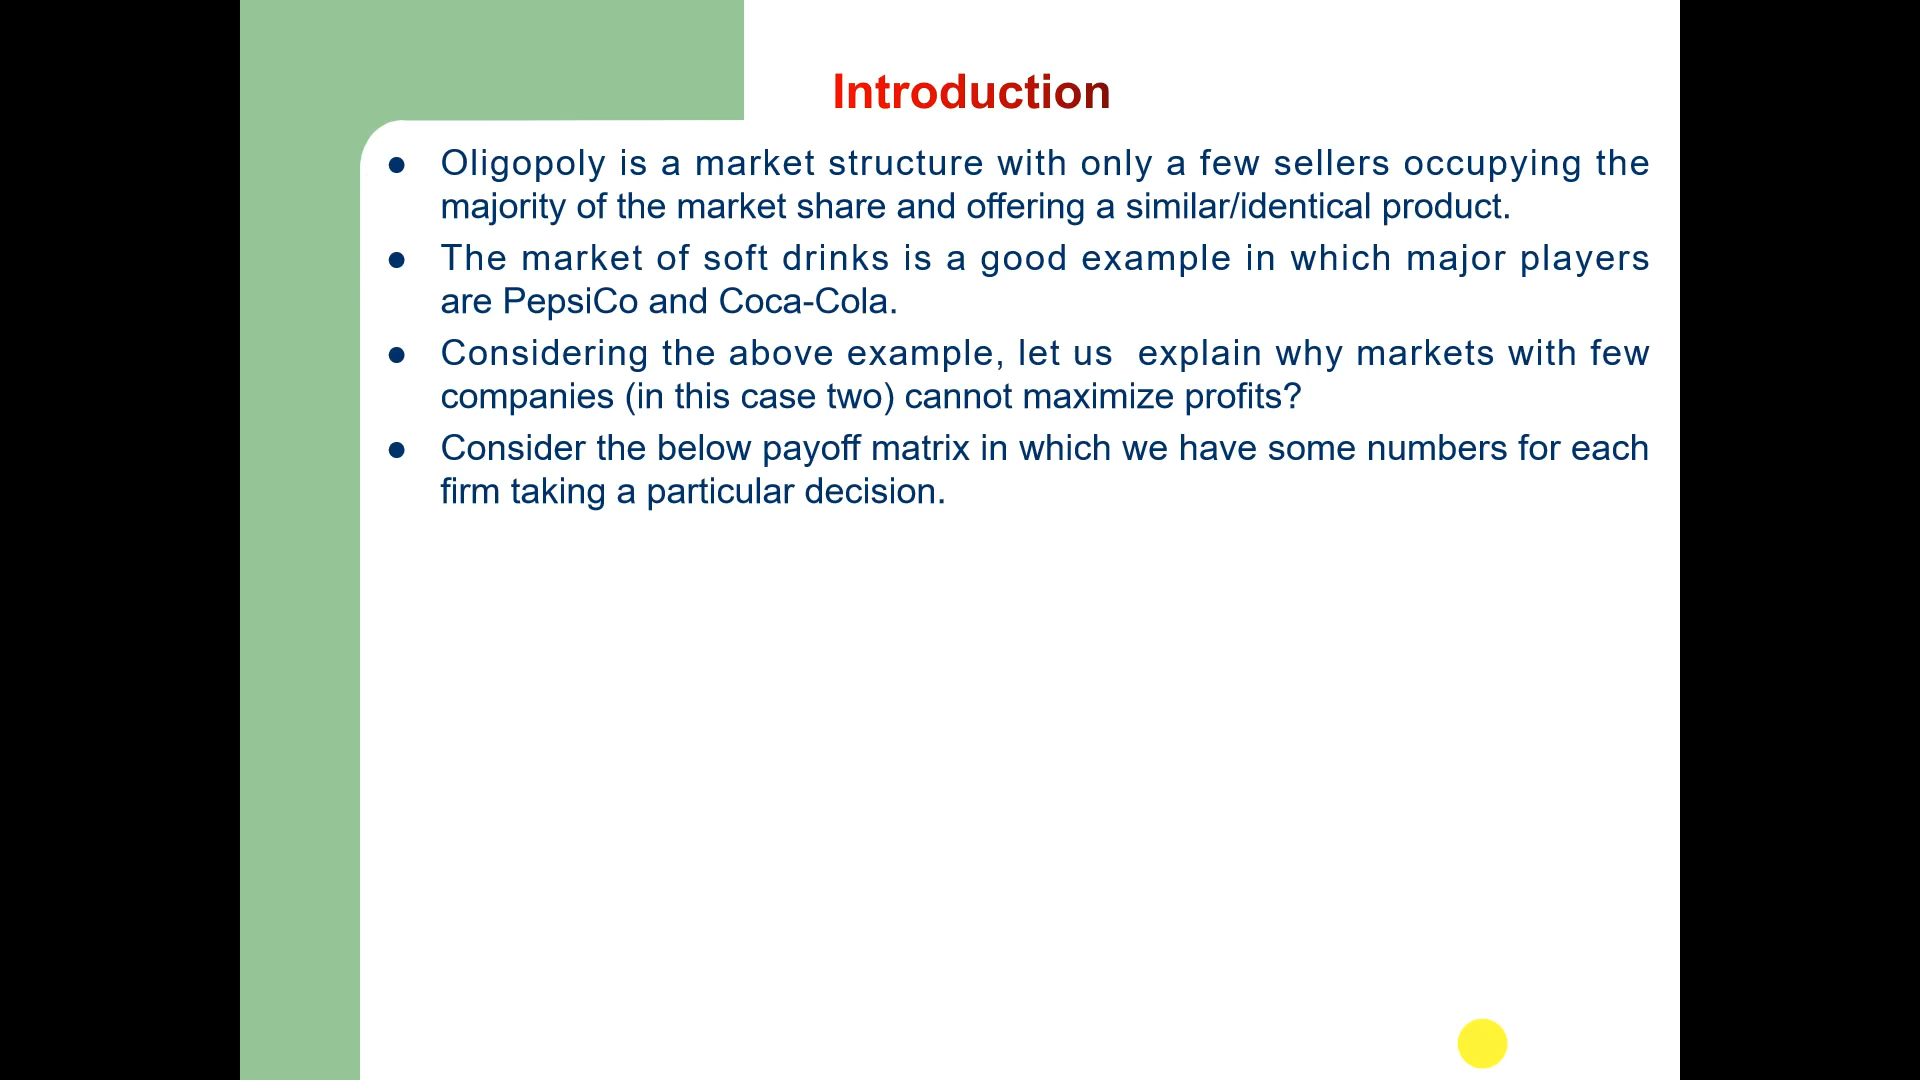 Introduction
● Oligopoly is a market structure with only a few sellers occupying the
majority of the market share and offering a similar/identical product.
● The market of soft drinks is a good example in which major players
are PepsiCo and Coca-Cola.
● Considering the above example, let us  explain why markets with few
companies (in this case two) cannot maximize profits?
● Consider the below payoff matrix in which we have some numbers for each
firm taking a particular decision.